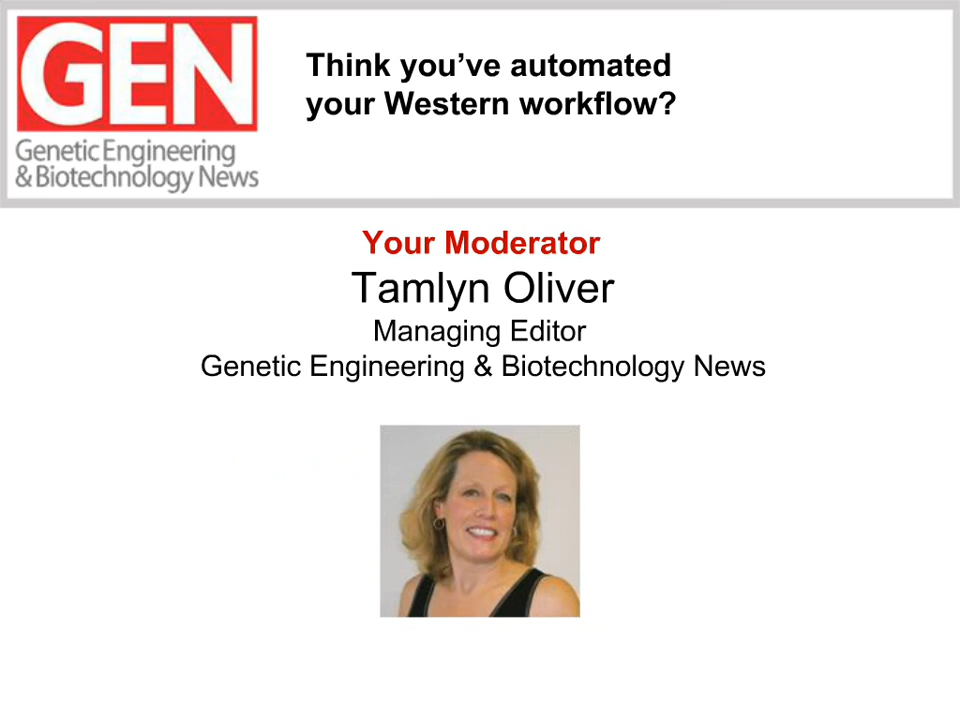 GEN
Genetic Engineering
& Biotechnology News
Think you’ve automated
your Western workflow?
Your Moderator
Tamlyn Oliver
Managing Editor
Genetic Engineering & Biotechnology News